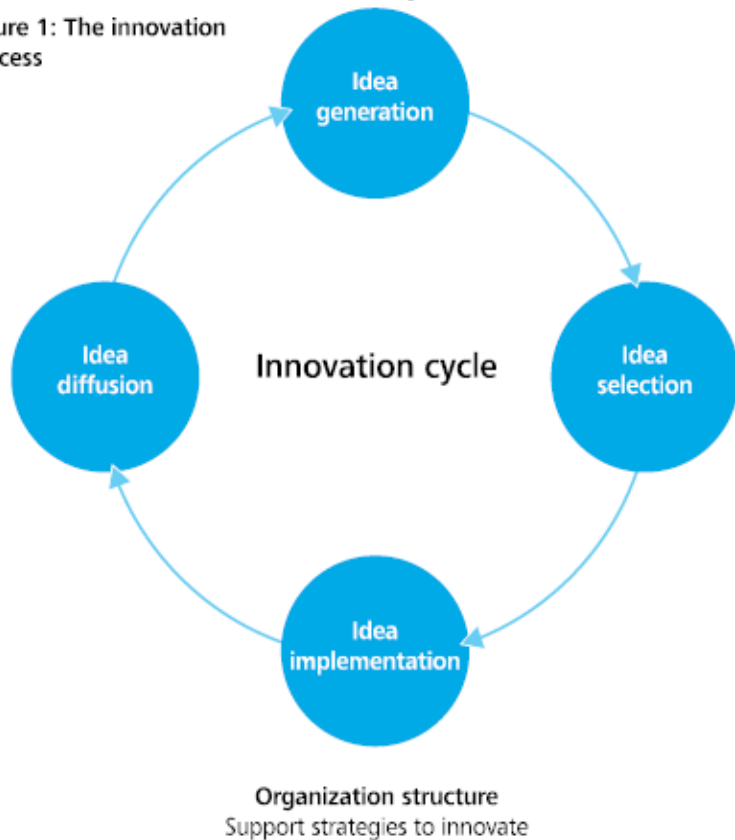 ure 1: The innovation
cess
Idea
generation
Idea
diffusion
Innovation cycle
Idea
selection
Idea
implementation
Organization structure
Support strategies to innovate